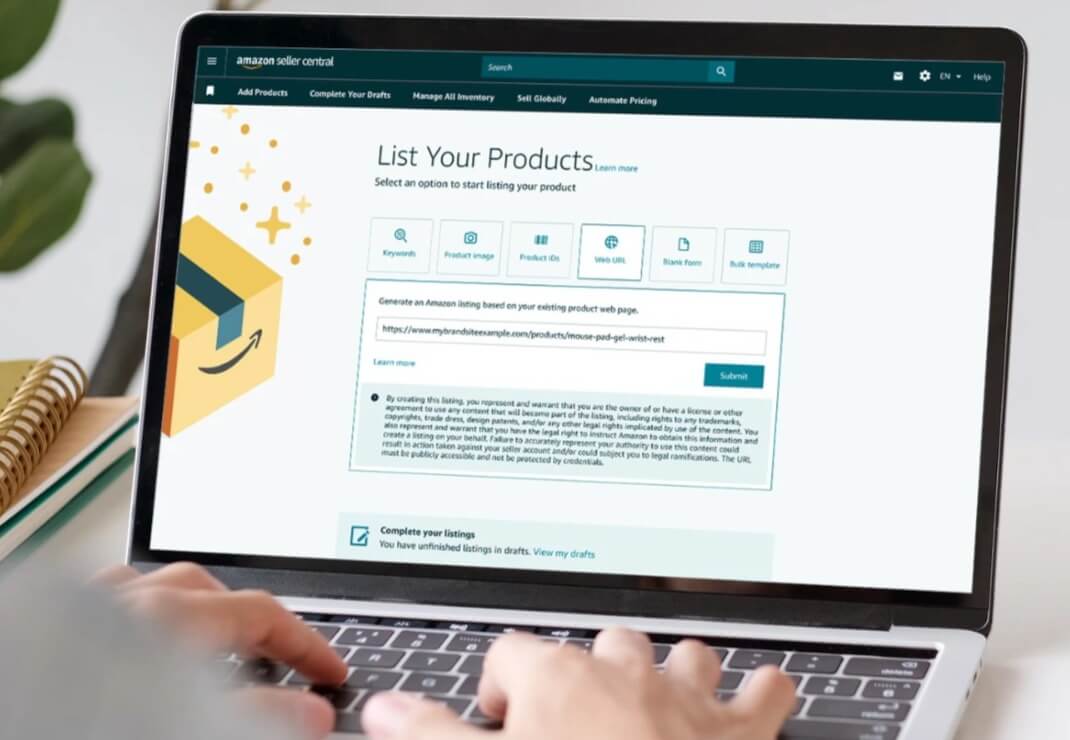 amazon seller central
Search
EN
Help
Add Products
Complete Your Drafts
Manage All Inventory
Sell Globally
Automate Pricing
List Your Products Learn more
Select an option to start listing your product
Keywords
Product image
Product IDs
Web URL
Blank form
Bulk template
Generate an Amazon listing based on your existing product web page.
https://www.mybrandsiteexample.com/products/mouse-pad-gel-wrist-rest
Learn more
Submit
By creating this listing, you represent and warrant that you are the owner of or have a license or other
agreement to use any content that will become part of the listing, including rights to any trademarks,
copyrights, trade dress, design patents, and/or any other legal rights implicated by use of the content. You
also represent and warrant that you have the legal right to instruct Amazon to obtain this information and
create a listing on your behalf. Failure to accurately represent your authority to use this content could
result in action taken against your seller account and/or could subject you to legal ramifications. The URL
must be publicly accessible and not be protected by credentials.
Complete your listings
You have unfinished listings in drafts. View my drafts
delete
return